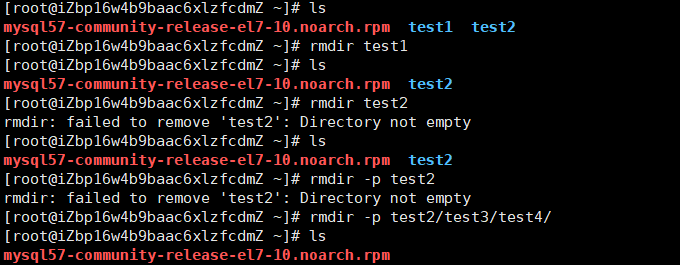 [root@iZbp16w4b9baac6xlzfcdmZ ~]# ls
mysql57-community-release-el7-10.noarch.rpm  test1  test2
[root@iZbp16w4b9baac6xlzfcdmZ ~]# rmdir test1
[root@iZbp16w4b9baac6xlzfcdmZ ~]# ls
mysql57-community-release-el7-10.noarch.rpm  test2
[root@iZbp16w4b9baac6xlzfcdmZ ~]# rmdir test2
rmdir: failed to remove 'test2': Directory not empty
[root@iZbp16w4b9baac6xlzfcdmZ ~]# ls
mysql57-community-release-el7-10.noarch.rpm  test2
[root@iZbp16w4b9baac6xlzfcdmZ ~]# rmdir -p test2
rmdir: failed to remove 'test2': Directory not empty
[root@iZbp16w4b9baac6xlzfcdmZ ~]# rmdir -p test2/test3/test4/
[root@iZbp16w4b9baac6xlzfcdmZ ~]# ls
mysql57-community-release-el7-10.noarch.rpm